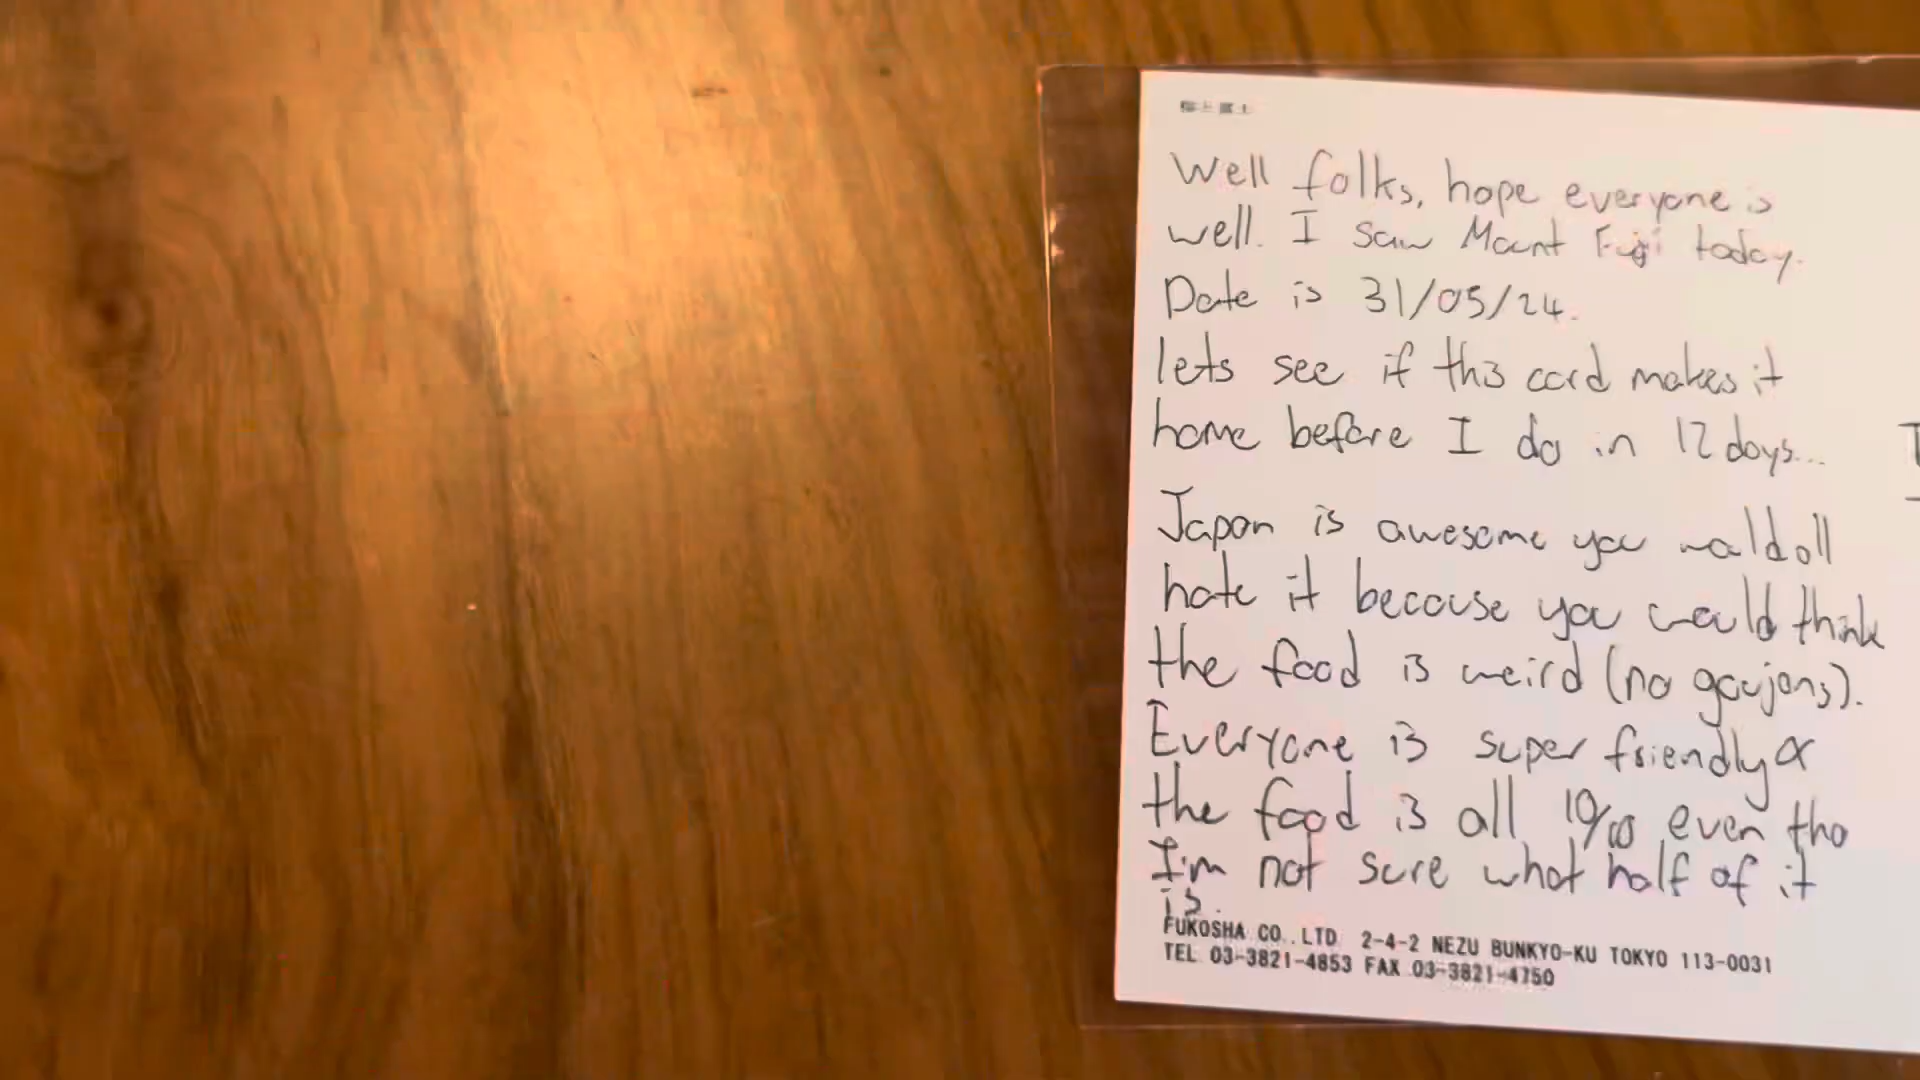 Well folks, hope everyone is
well. I saw Mount Fuji today.
Date is 31/05/24.
lets see if this card makes it
home before I do in 12 days...
Japan is awesome you would all
hate it because you would think
the food is weird (no goujons).
Everyone is super friendly &
the food is all 10/10 even tho
I'm not sure what half of it
is.
FUKOSHA CO.,LTD 2-4-2 NEZU BUNKYO-KU TOKYO 113-0031
TEL 03-3821-4853 FAX 03-3821-4750